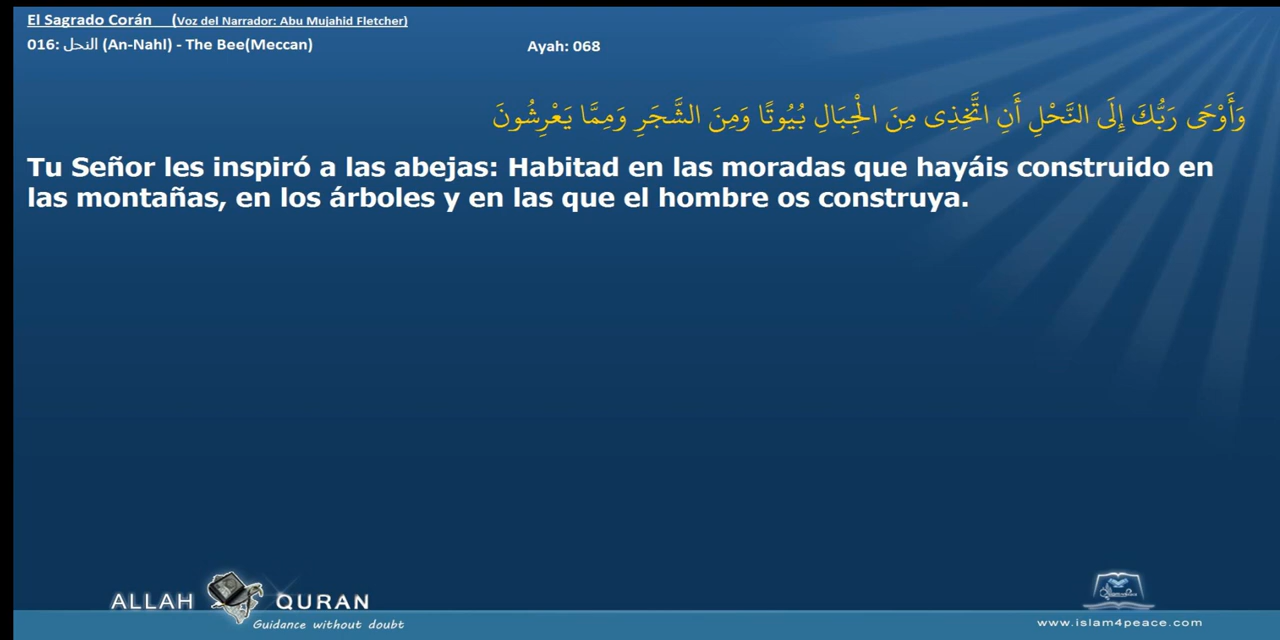 El Sagrado Corán (Voz del Narrador: Abu Mujahid Fletcher)
016: النحل (An-Nahl) - The Bee(Meccan) Ayah: 068
وَأَوْحَى رَبُّكَ إِلَى النَّحْلِ أَنِ اتَّخِذِى مِنَ الْجِبَالِ بُيُوتًا وَمِنَ الشَّجَرِ وَمِمَّا يَعْرِشُونَ
Tu Señor les inspiró a las abejas: Habitad en las moradas que hayáis construido en
las montañas, en los árboles y en las que el hombre os construya.
ALLAH QURAN
Guidance without doubt
www.islam4peace.com